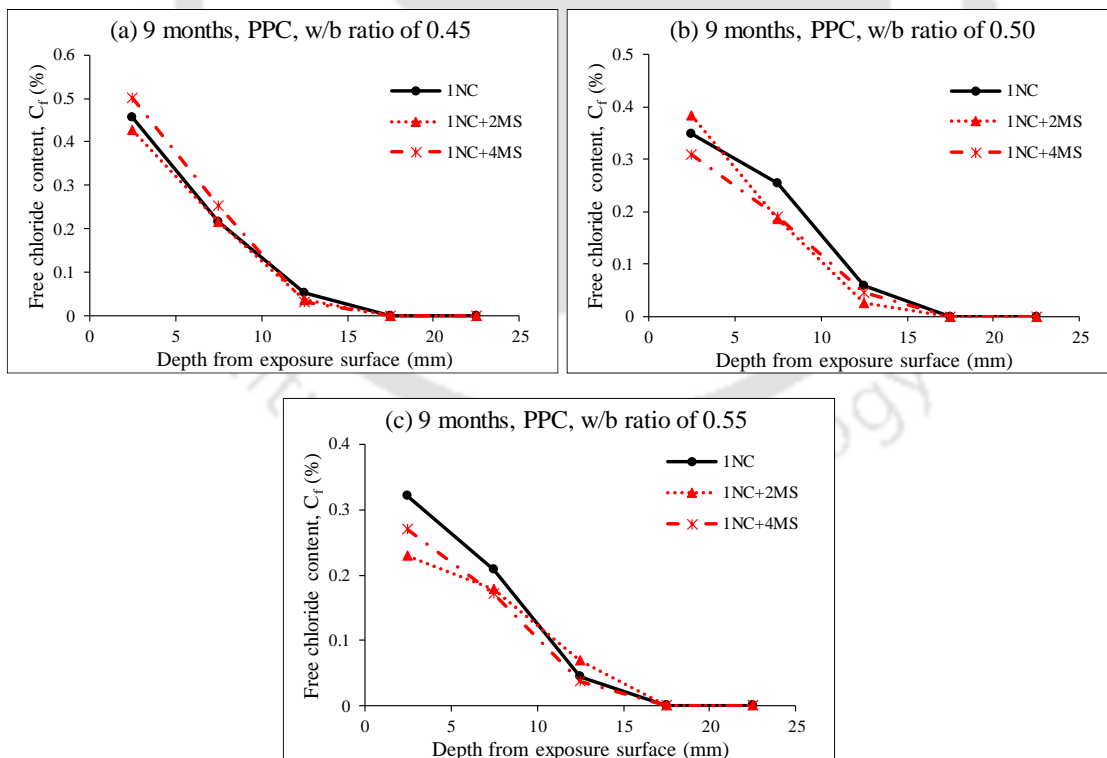 (a) 9 months, PPC, w/b ratio of 0.45
Free chloride content, C_f (%)
0.6
0.5
0.4
0.3
0.2
0.1
0
0 5 10 15 20 25
Depth from exposure surface (mm)
1NC
1NC+2MS
1NC+4MS
(b) 9 months, PPC, w/b ratio of 0.50
Free chloride content, C_f (%)
0.5
0.4
0.3
0.2
0.1
0
0 5 10 15 20 25
Depth from exposure surface (mm)
1NC
1NC+2MS
1NC+4MS
(c) 9 months, PPC, w/b ratio of 0.55
Free chloride content, C_f (%)
0.4
0.3
0.2
0.1
0
0 5 10 15 20 25
Depth from exposure surface (mm)
1NC
1NC+2MS
1NC+4MS